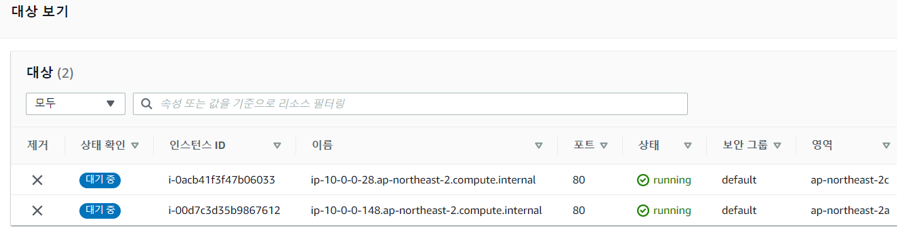 대상 보기
대상 (2)
모두 속성 또는 값을 기준으로 리소스 필터링
제거 상태 확인 인스턴스 ID 이름 포트 상태 보안 그룹 영역
대기 중 i-0acb41f3f47b06033 ip-10-0-0-28.ap-northeast-2.compute.internal 80 running default ap-northeast-2c
대기 중 i-00d7c3d35b9867612 ip-10-0-0-148.ap-northeast-2.compute.internal 80 running default ap-northeast-2a